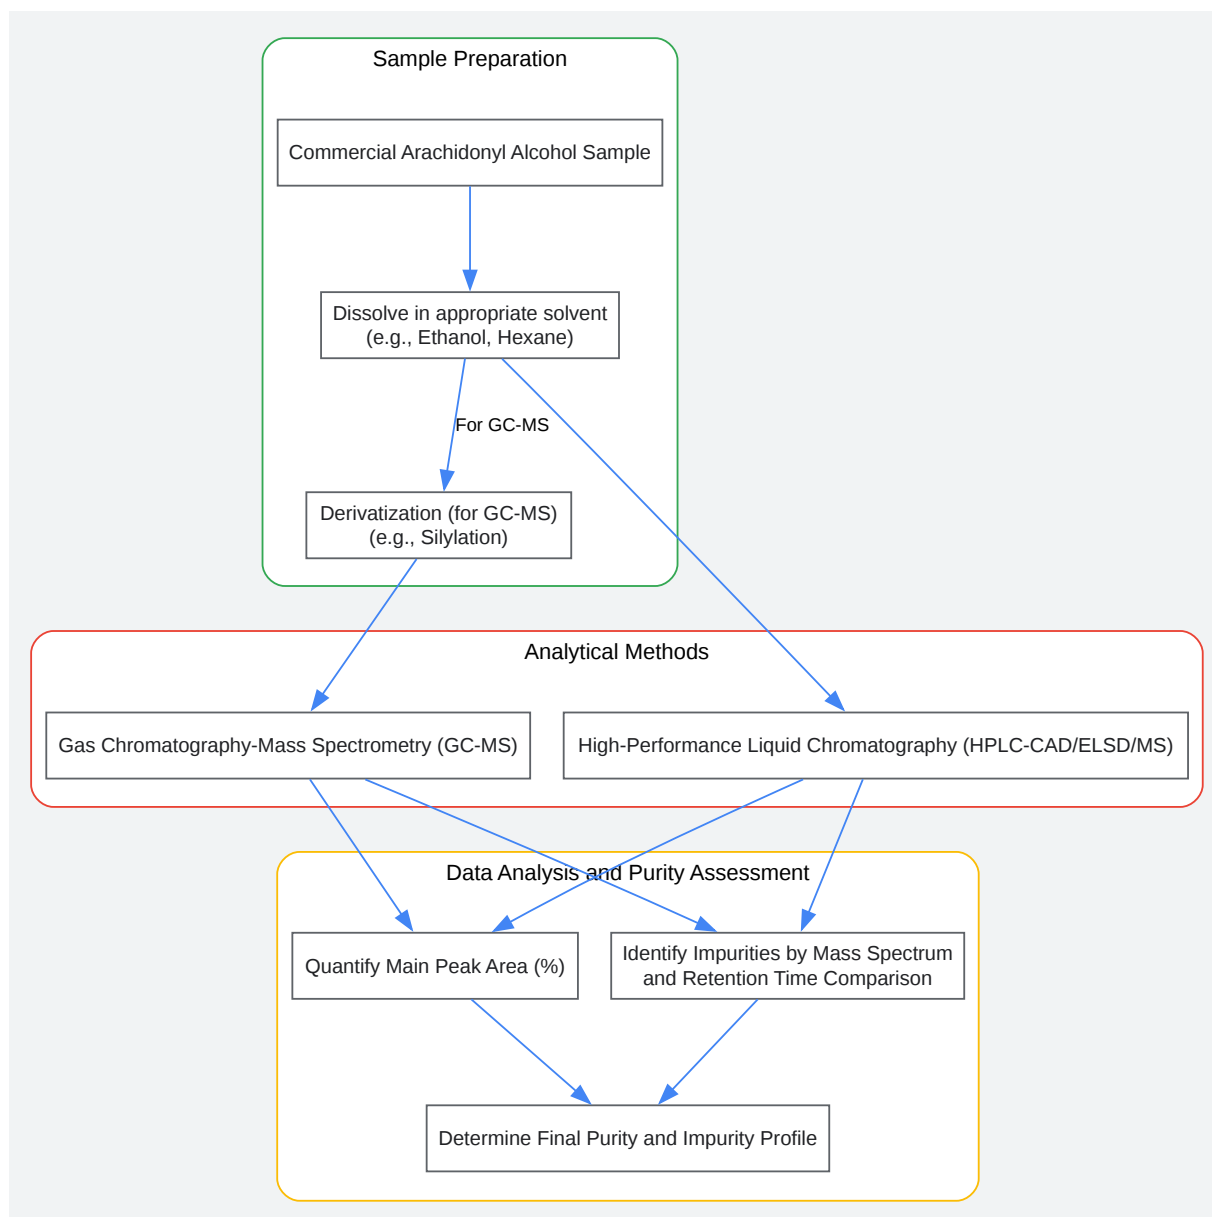 Sample Preparation
Commercial Arachidonyl Alcohol Sample
Dissolve in appropriate solvent
(e.g., Ethanol, Hexane)
For GC-MS
Derivatization (for GC-MS)
(e.g., Silylation)
Analytical Methods
Gas Chromatography-Mass Spectrometry (GC-MS)
High-Performance Liquid Chromatography (HPLC-CAD/ELSD/MS)
Data Analysis and Purity Assessment
Quantify Main Peak Area (%)
Identify Impurities by Mass Spectrum
and Retention Time Comparison
Determine Final Purity and Impurity Profile